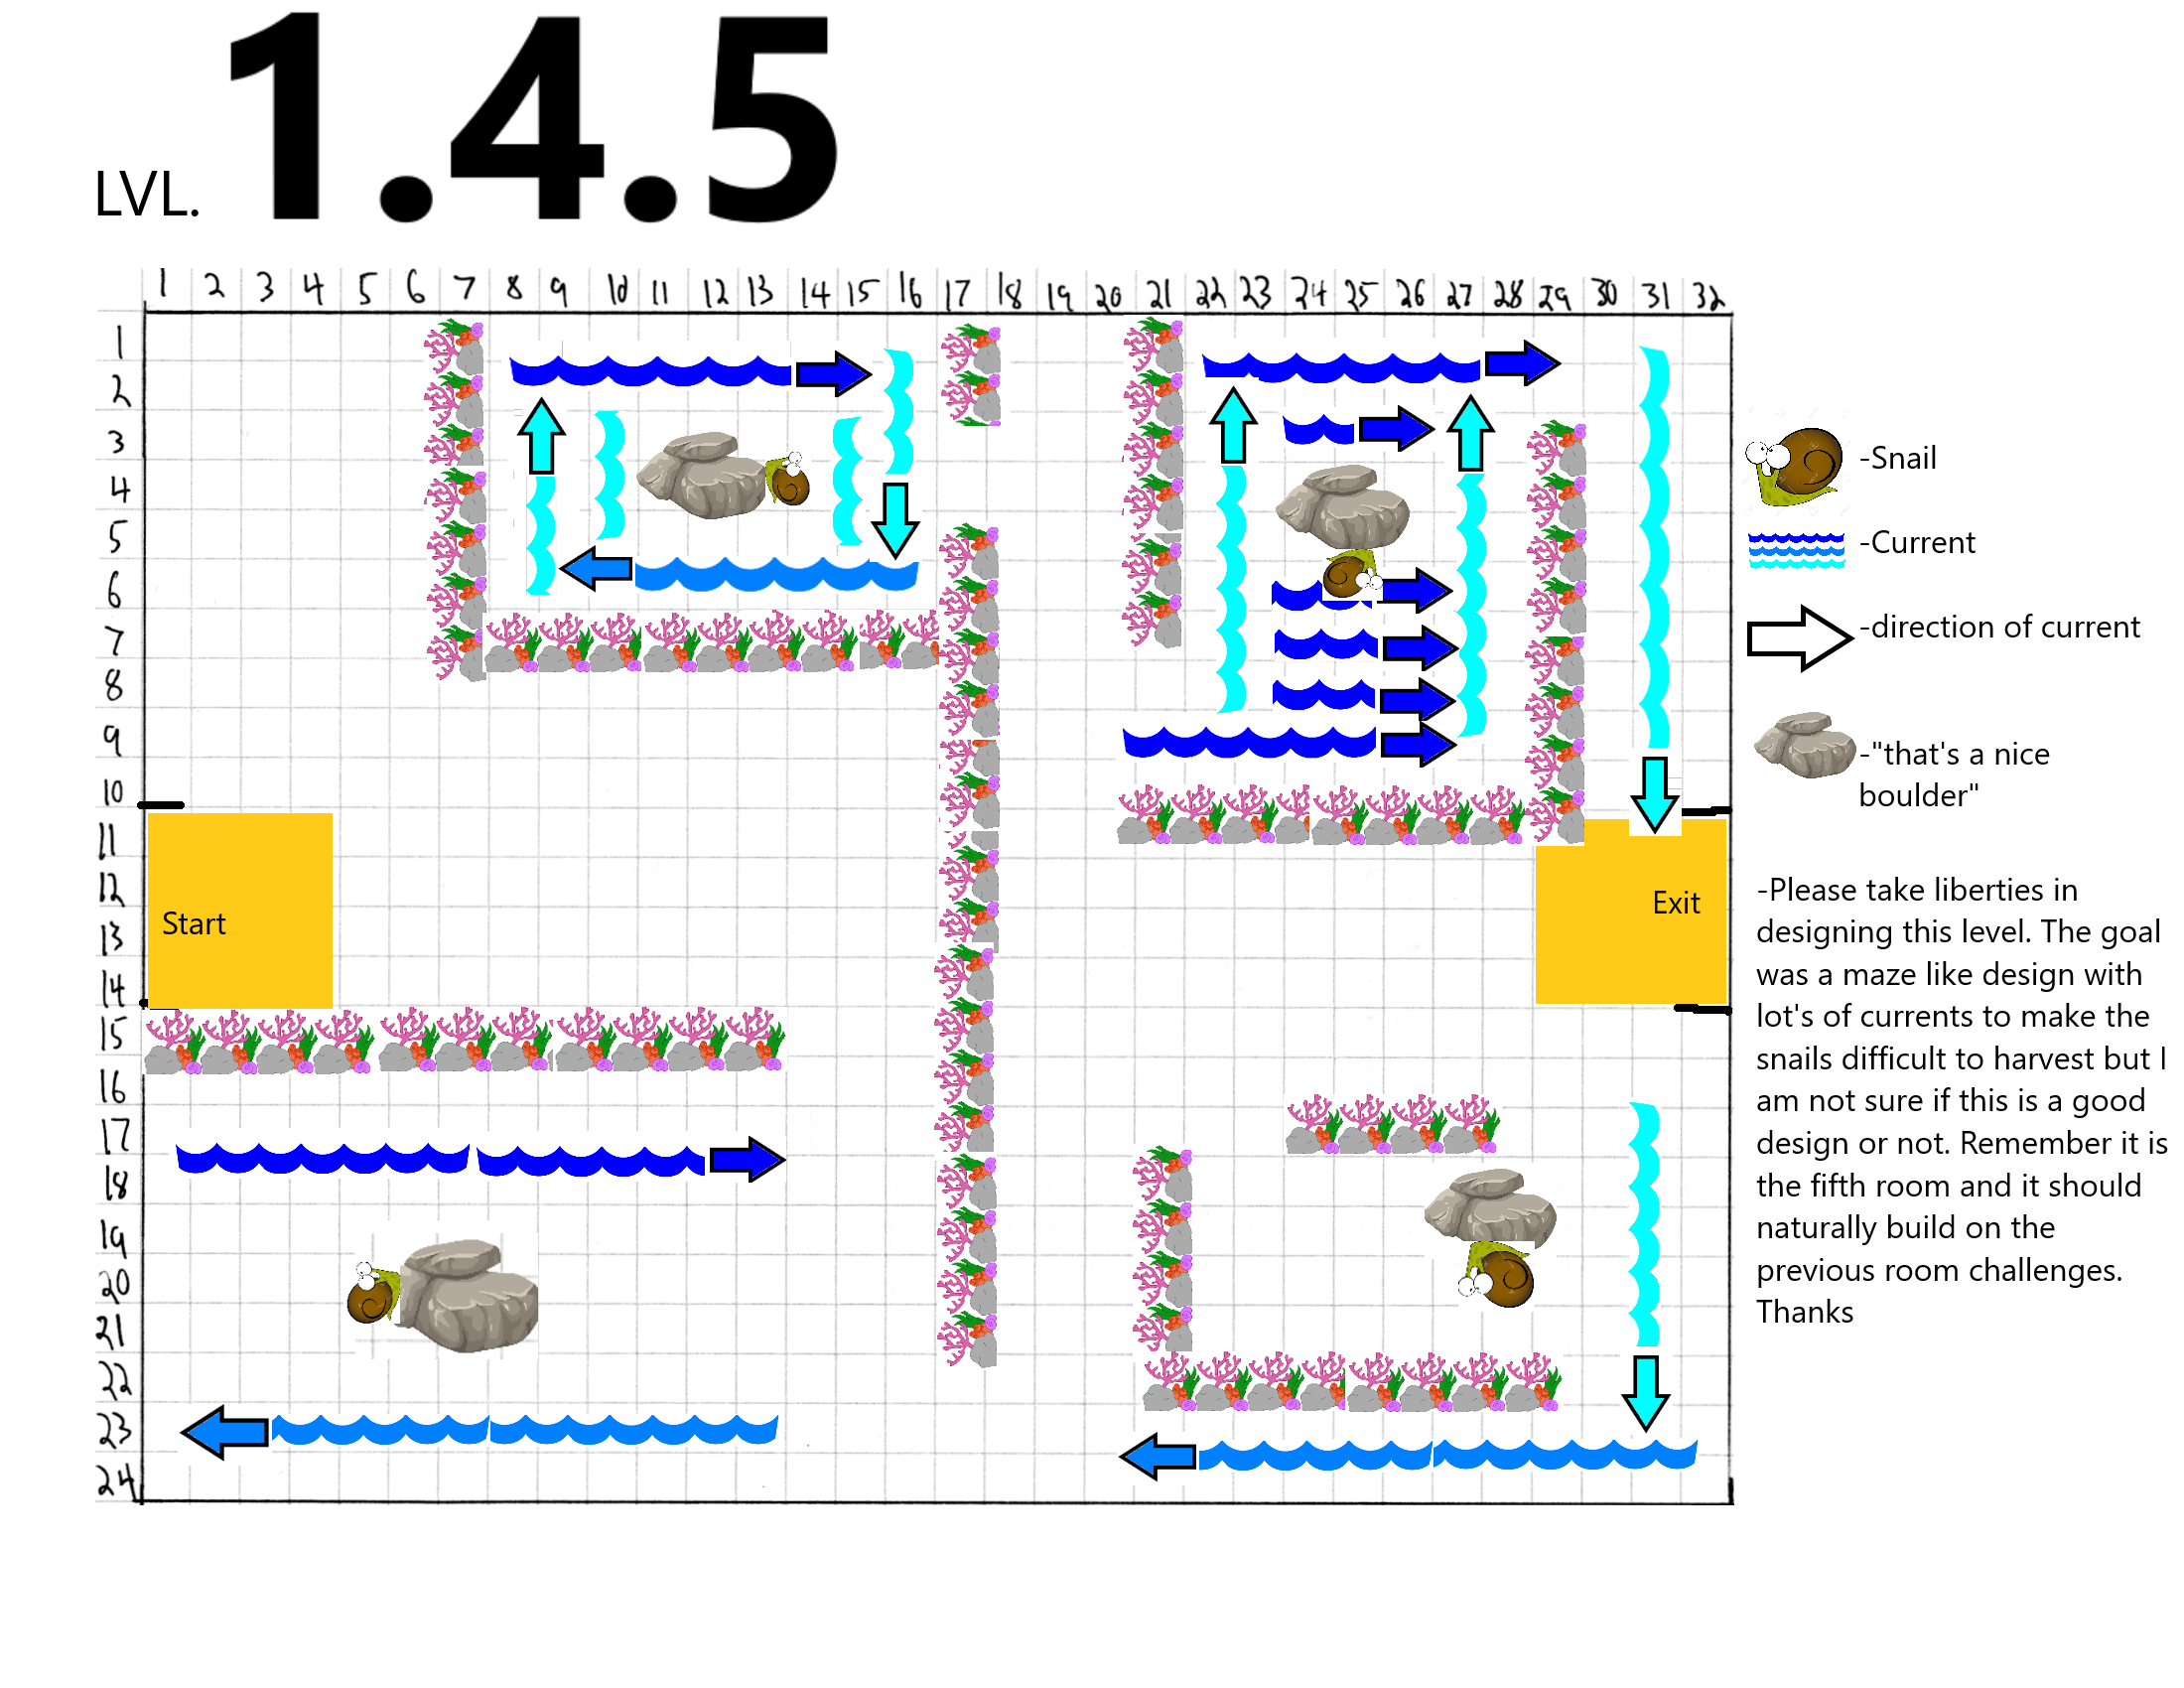 LVL. 1.4.5
1 2 3 4 5 6 7 8 9 10 11 12 13 14 15 16 17 18 19 20 21 22 23 24 25 26 27 28 29 30 31 32
1
2
3
4
5
6
7
8
9
10
11
12
13
14
15
16
17
18
19
20
21
22
23
24
Start
Exit
-Snail
-Current
-direction of current
-"that's a nice
boulder"
-Please take liberties in
designing this level. The goal
was a maze like design with
lot's of currents to make the
snails difficult to harvest but I
am not sure if this is a good
design or not. Remember it is
the fifth room and it should
naturally build on the
previous room challenges.
Thanks